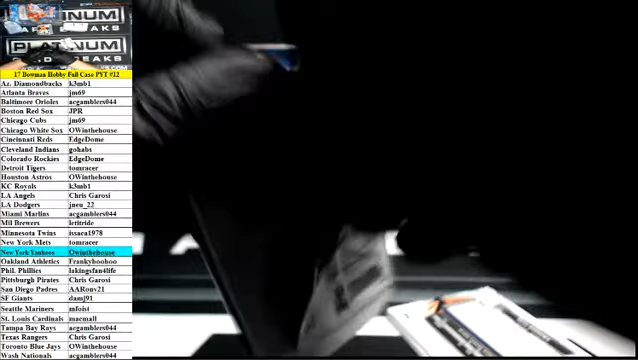 PLATINUM
17 Bowman Hobby Full Case PYT #12
Az. Diamondbacks k3mb1
Atlanta Braves jm69
Baltimore Orioles acgamblers044
Boston Red Sox JPR
Chicago Cubs jm69
Chicago White Sox OWinthehouse
Cincinnati Reds EdgeDome
Cleveland Indians gohabs
Colorado Rockies EdgeDome
Detroit Tigers tomracer
Houston Astros OWinthehouse
KC Royals k3mb1
LA Angels Chris Garosi
LA Dodgers jneu_22
Miami Marlins acgamblers044
Mil Brewers letitride
Minnesota Twins issaca1978
New York Mets tomracer
New York Yankees Owinthehouse
Oakland Athletics Frankyboohoo
Phil. Phillies lakingsfan4life
Pittsburgh Pirates Chris Garosi
San Diego Padres AARonv21
SF Giants damj91
Seattle Mariners mfoist
St. Louis Cardinals macmall
Tampa Bay Rays acgamblers044
Texas Rangers Chris Garosi
Toronto Blue Jays OWinthehouse
Wash Nationals acgamblers044